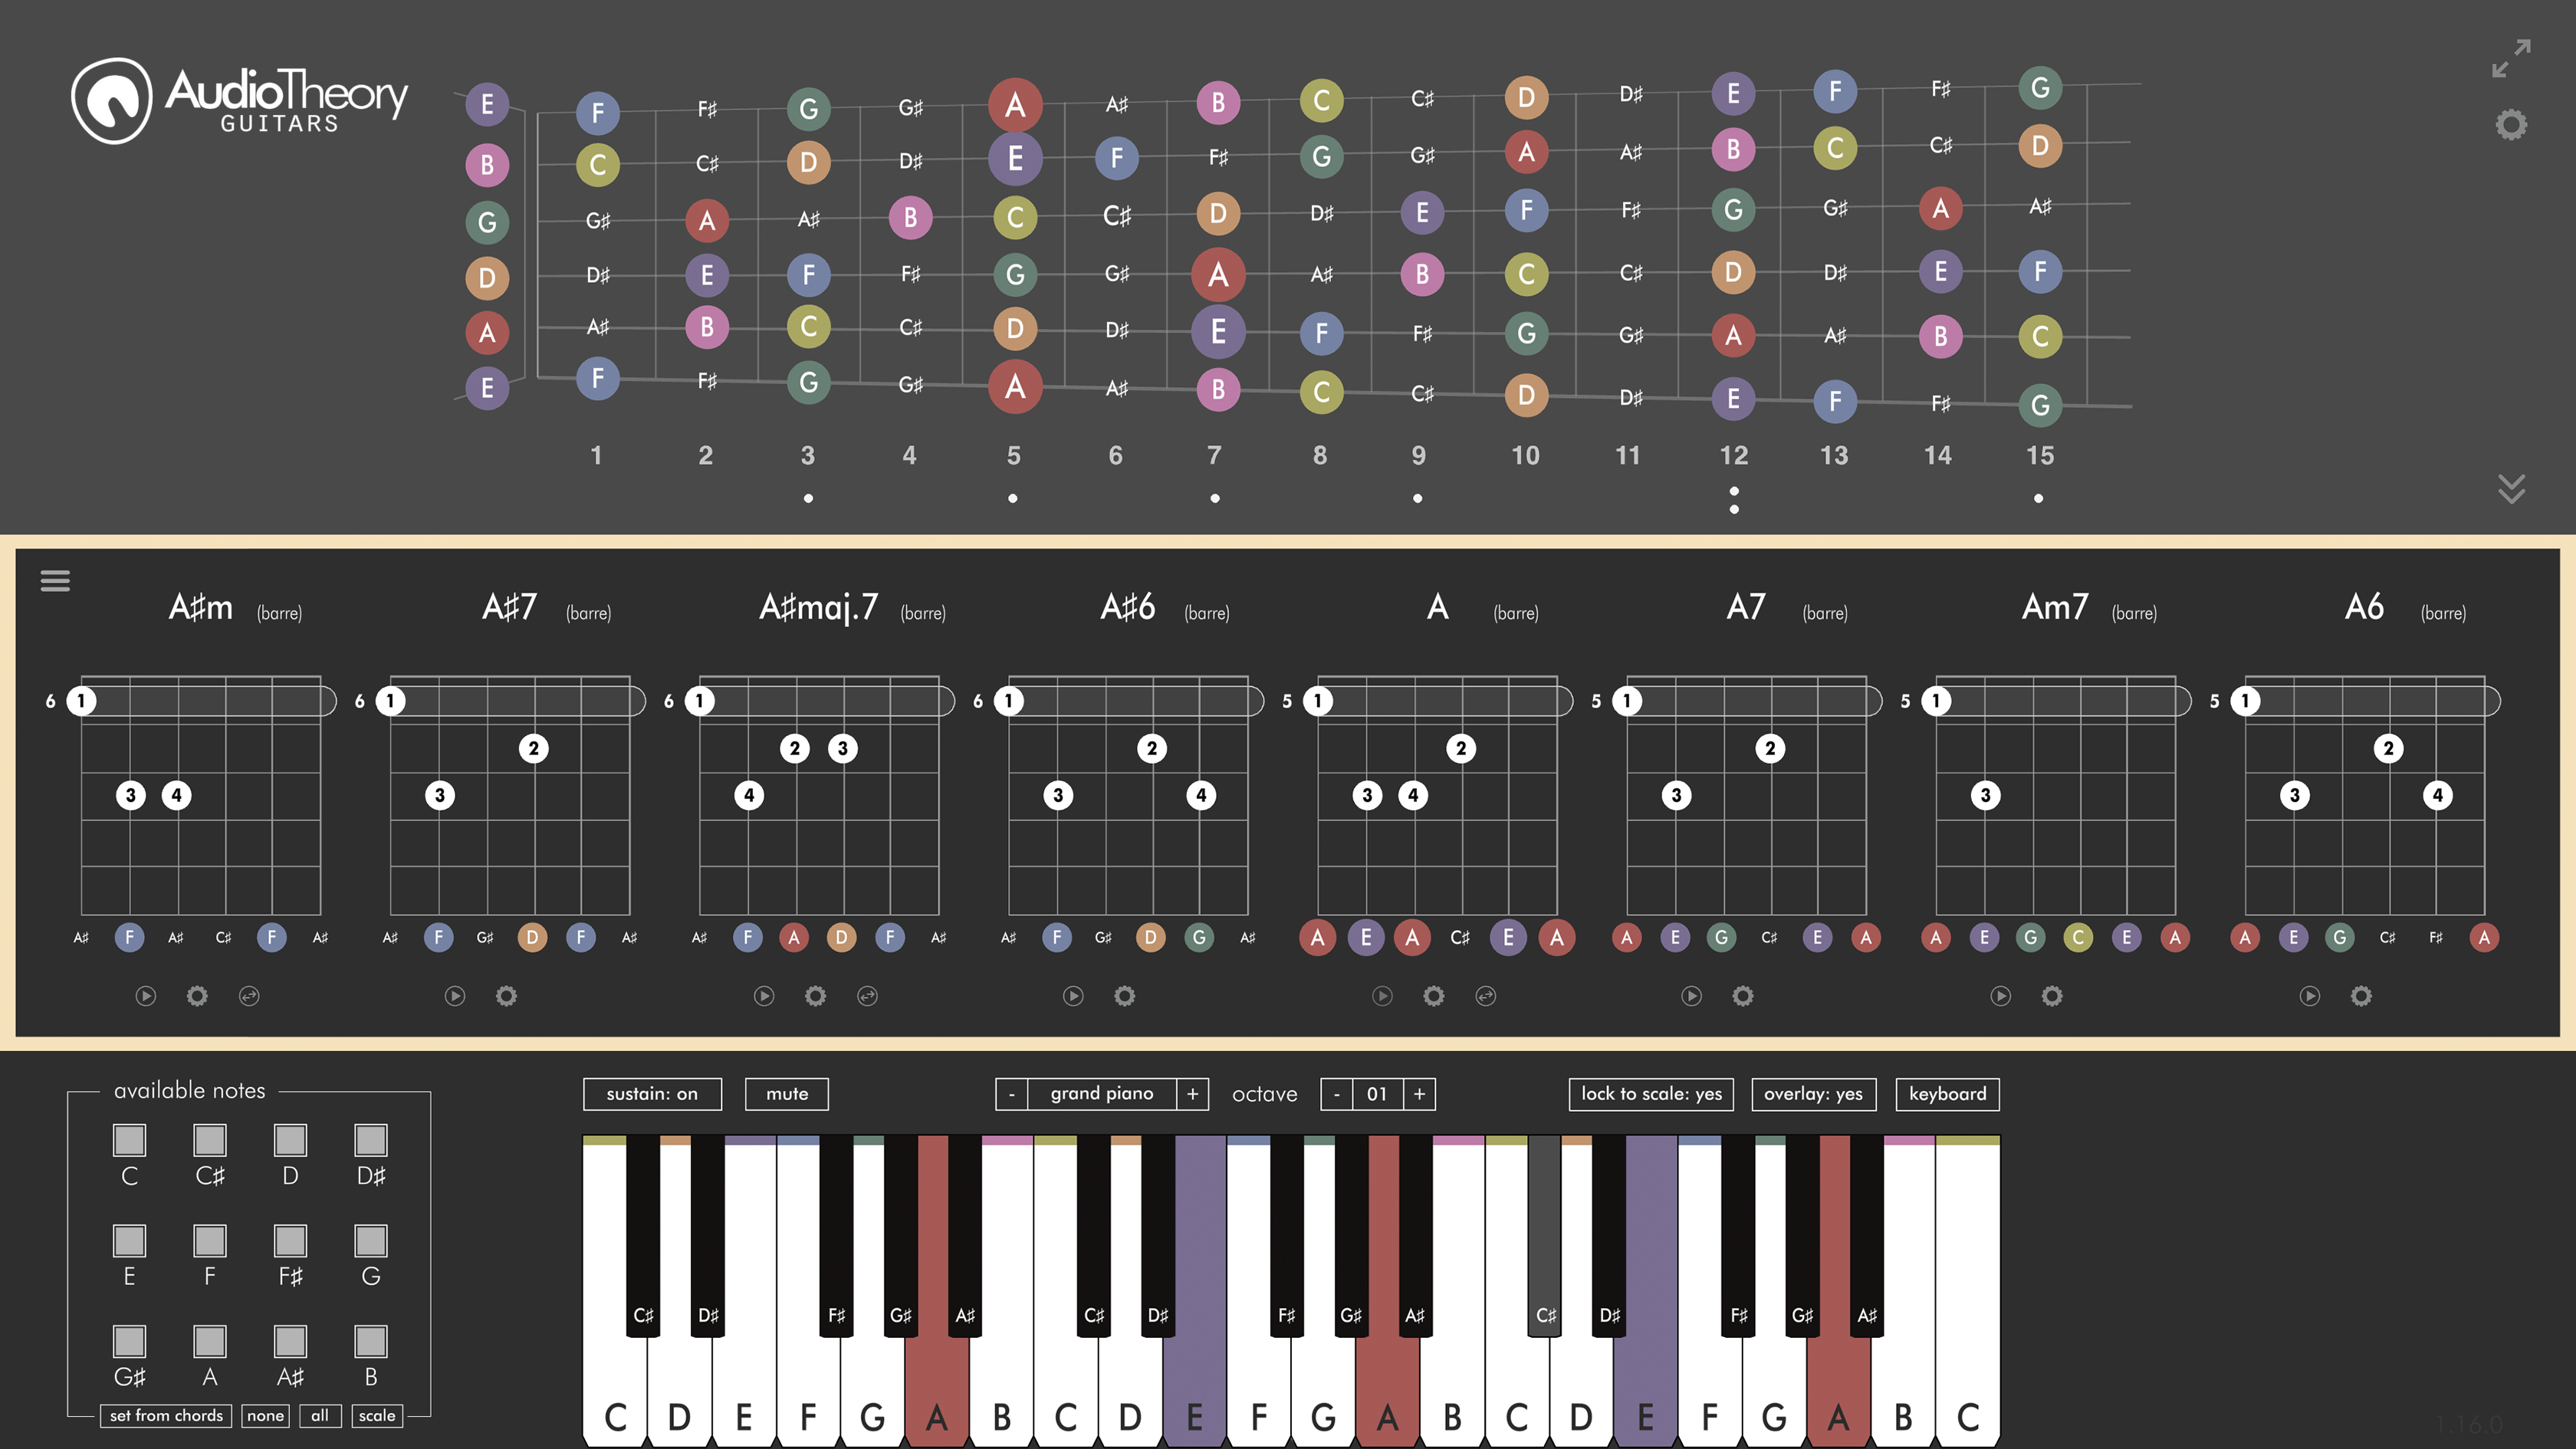 AudioTheory
GUITARS
E F F♯ G G♯ A A♯ B C C♯ D D♯ E F F♯ G
B C C♯ D D♯ E F F♯ G G♯ A A♯ B C C♯ D
G G♯ A A♯ B C C♯ D D♯ E F F♯ G G♯ A A♯
D D♯ E F F♯ G G♯ A A♯ B C C♯ D D♯ E F
A A♯ B C C♯ D D♯ E F F♯ G G♯ A A♯ B C
E F F♯ G G♯ A A♯ B C C♯ D D♯ E F F♯ G
1 2 3 4 5 6 7 8 9 10 11 12 13 14 15
A♯m (barre) A♯7 (barre) A♯maj.7 (barre) A♯6 (barre) A (barre) A7 (barre) Am7 (barre) A6 (barre)
6 1 6 1 6 1 6 1 5 1 5 1 5 1 5 1
2 2 3 2 2 2 2
3 4 3 4 3 4 3 4 3 3 3 4
A♯ F A♯ C♯ F A♯ A♯ F G♯ D F A♯ A♯ F A D F A♯ A♯ F G♯ D G A♯ A E A C♯ E A A E G C♯ E A A E G C E A A E G C♯ F♯ A
available notes
C C♯ D D♯
E F F♯ G
G♯ A A♯ B
set from chords none all scale
sustain: on mute - grand piano + octave - 01 + lock to scale: yes overlay: yes keyboard
C♯ D♯ F♯ G♯ A♯ C♯ D♯ F♯ G♯ A♯ C♯ D♯ F♯ G♯ A♯
C D E F G A B C D E F G A B C D E F G A B C
1.16.0